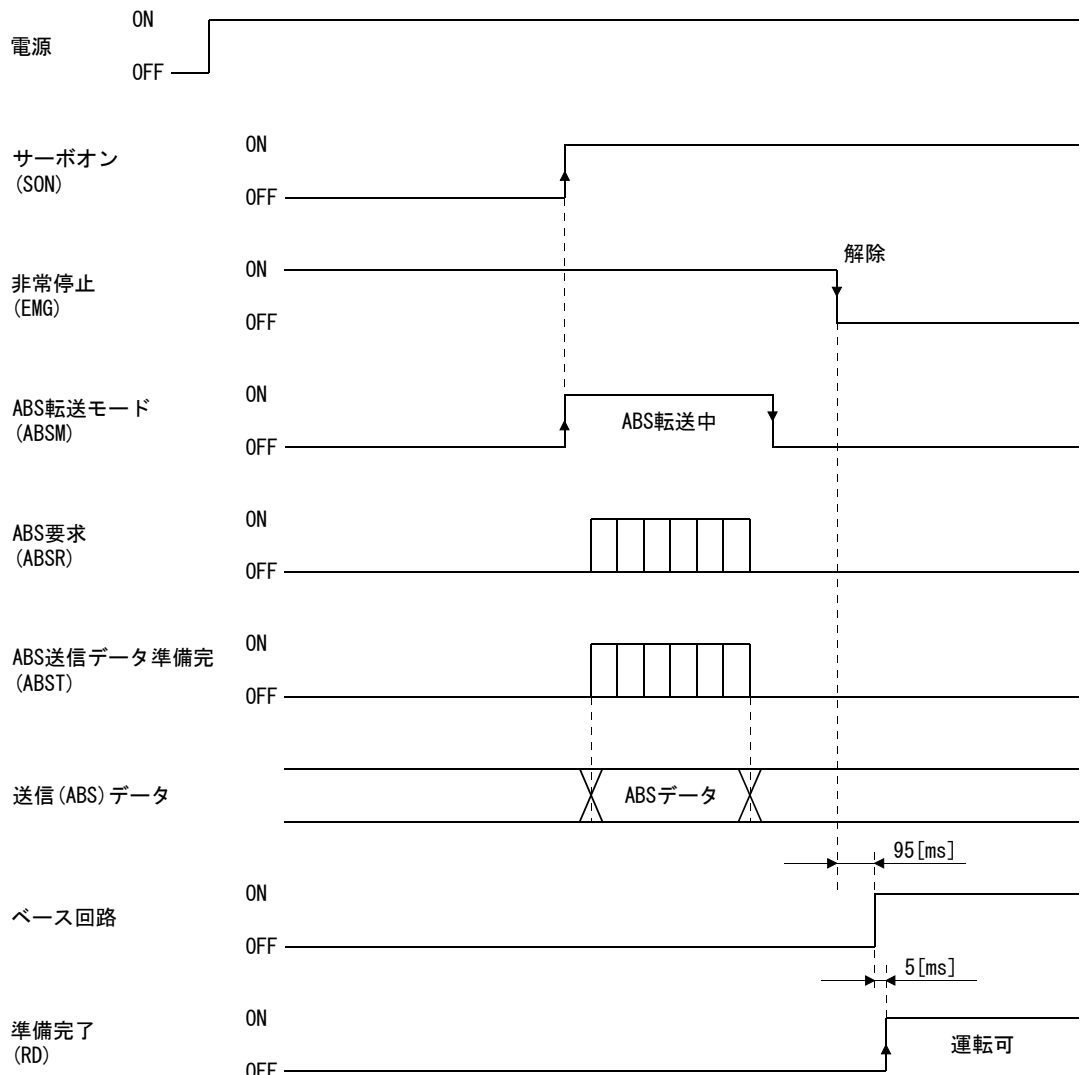 ON
電源
OFF
ON
サーボオン
(SON)
OFF
解除
ON
非常停止
(EMG)
OFF
ON
ABS転送モード
(ABSM)
ABS転送中
OFF
ON
ABS要求
(ABSR)
OFF
ON
ABS送信データ準備完
(ABST)
OFF
送信(ABS)データ
ABSデータ
95[ms]
ON
ベース回路
OFF
5[ms]
ON
準備完了
(RD)
運転可
OFF